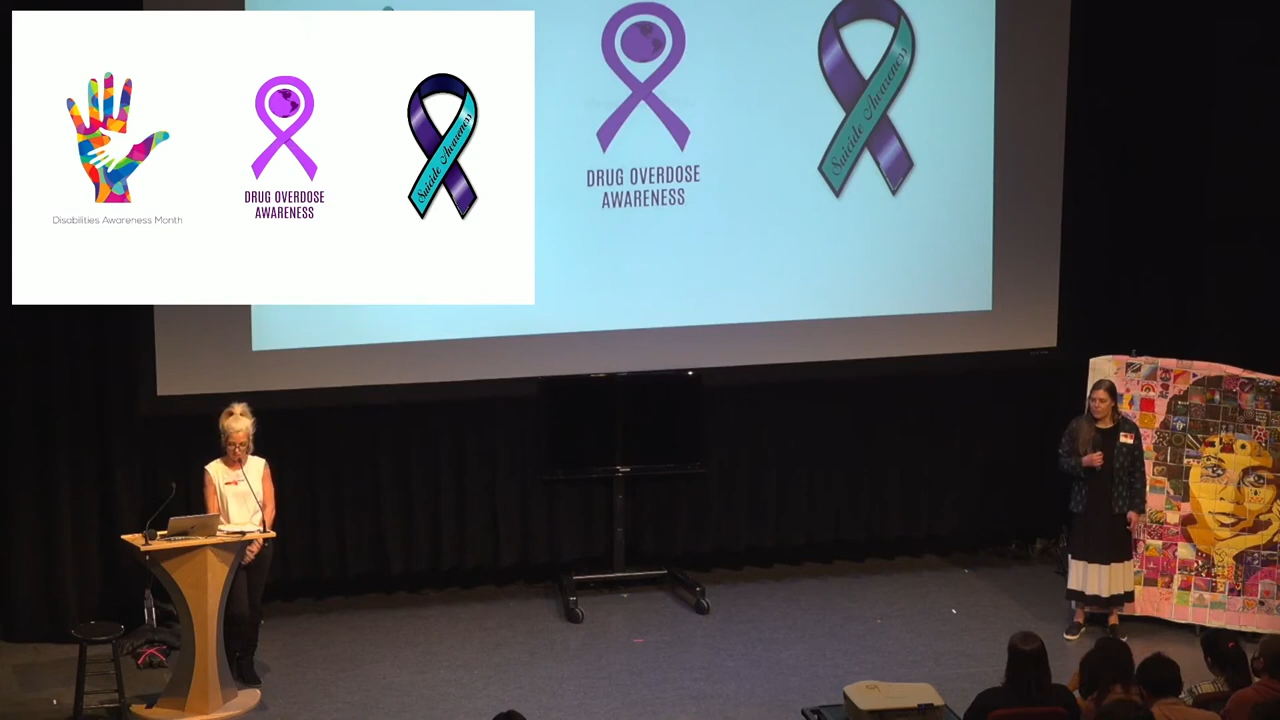 Disabilities Awareness Month
DRUG OVERDOSE
AWARENESS
Suicide Awareness
DRUG OVERDOSE
AWARENESS
Suicide Awareness